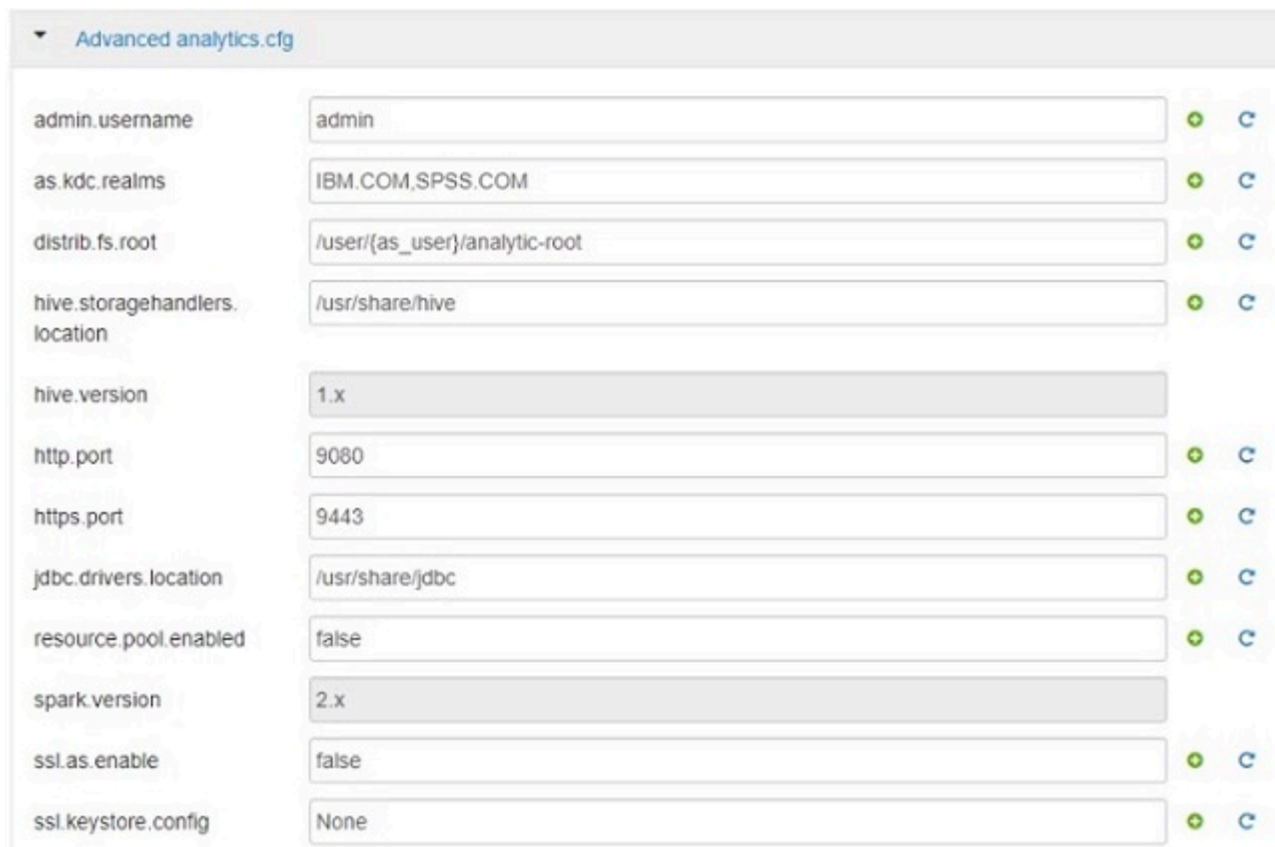 Advanced analytics.cfg
admin.username admin
as.kdc.realms IBM.COM,SPSS.COM
distrib.fs.root /user/{as_user}/analytic-root
hive.storagehandlers. /usr/share/hive
location
hive.version 1.x
http.port 9080
https.port 9443
jdbc.drivers.location /usr/share/jdbc
resource.pool.enabled false
spark.version 2.x
ssl.as.enable false
ssl.keystore.config None